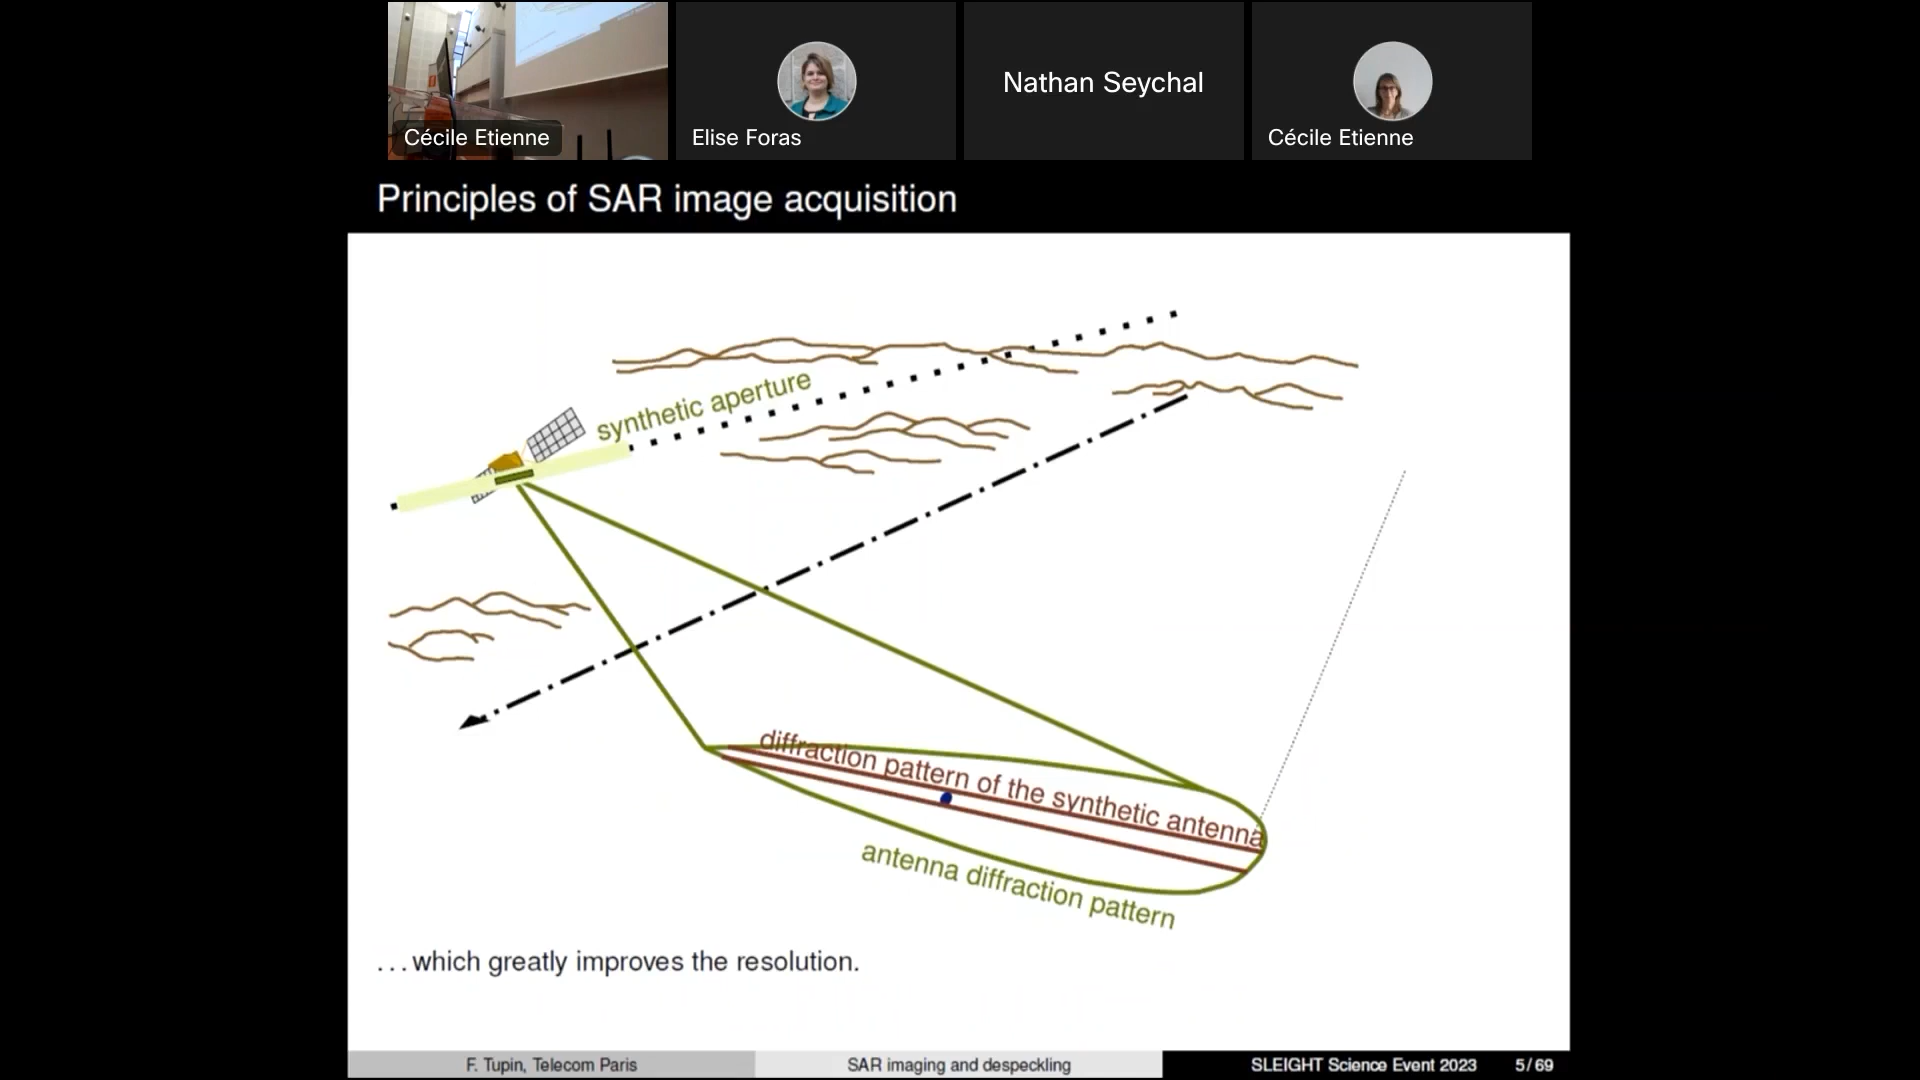 Cécile Etienne
Elise Foras
Nathan Seychal
Cécile Etienne
Principles of SAR image acquisition
synthetic aperture
diffraction pattern of the synthetic antenna
antenna diffraction pattern
...which greatly improves the resolution.
F. Tupin, Telecom Paris
SAR imaging and despeckling
SLEIGHT Science Event 2023
5/69